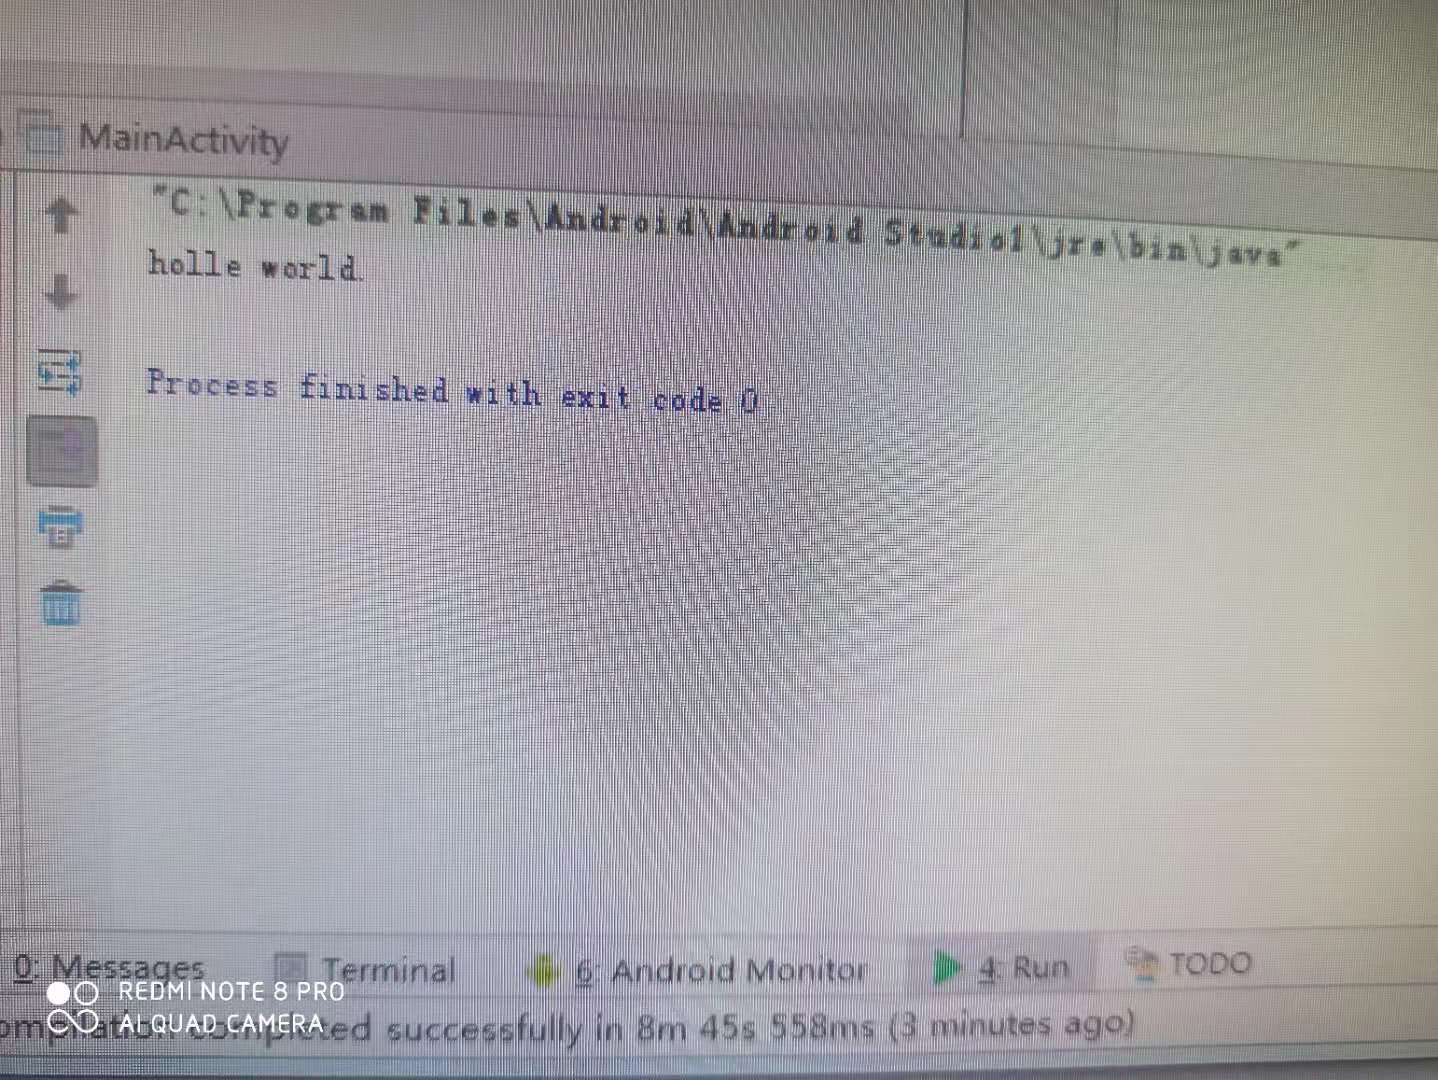 MainActivity
"C:\Program Files\Android\Android Studio1\jre\bin\java"
holle world.
Process finished with exit code 0
0: Messages Terminal 6: Android Monitor 4: Run TODO
REDMI NOTE 8 PRO
AI QUAD CAMERA
ompilation completed successfully in 8m 45s 558ms (3 minutes ago)